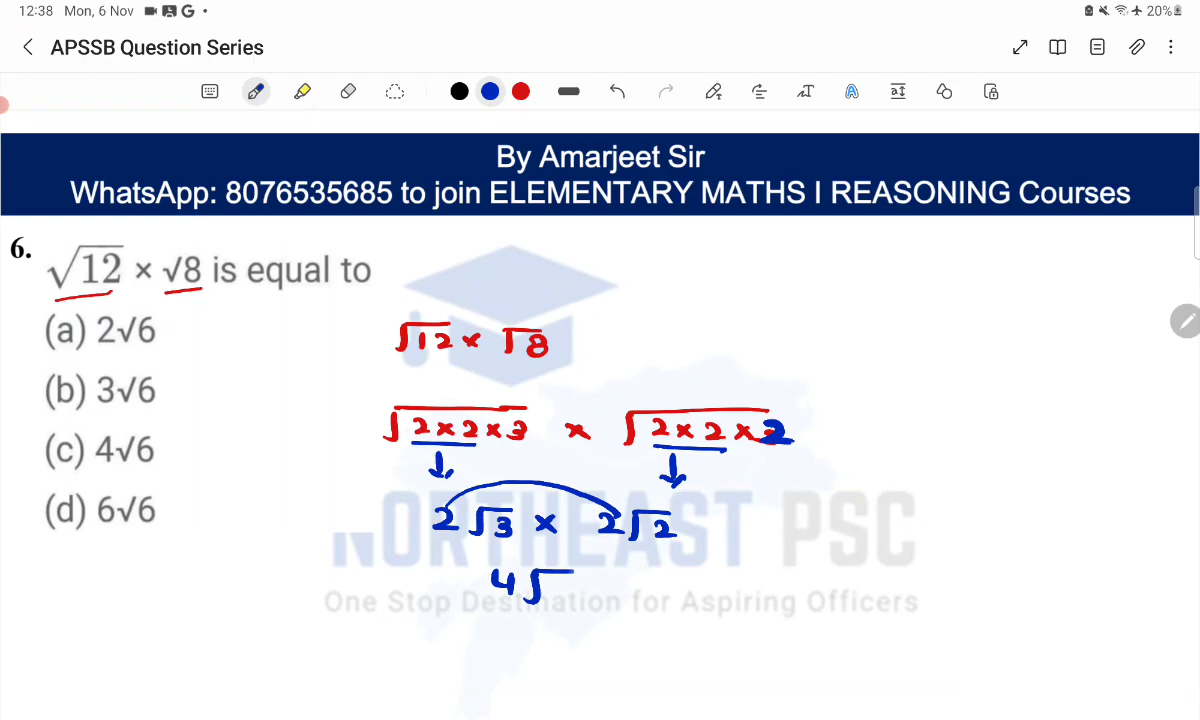 12:38 Mon, 6 Nov G •
20%
APSSB Question Series
By Amarjeet Sir
WhatsApp: 8076535685 to join ELEMENTARY MATHS I REASONING Courses
6.
√12 × √8 is equal to
(a) 2√6
(b) 3√6
(c) 4√6
(d) 6√6
√12 × √8
√2×2×3 × √2×2×2
2√3 × 2√2
4√
NORTHEAST PSC
One Stop Destination for Aspiring Officers